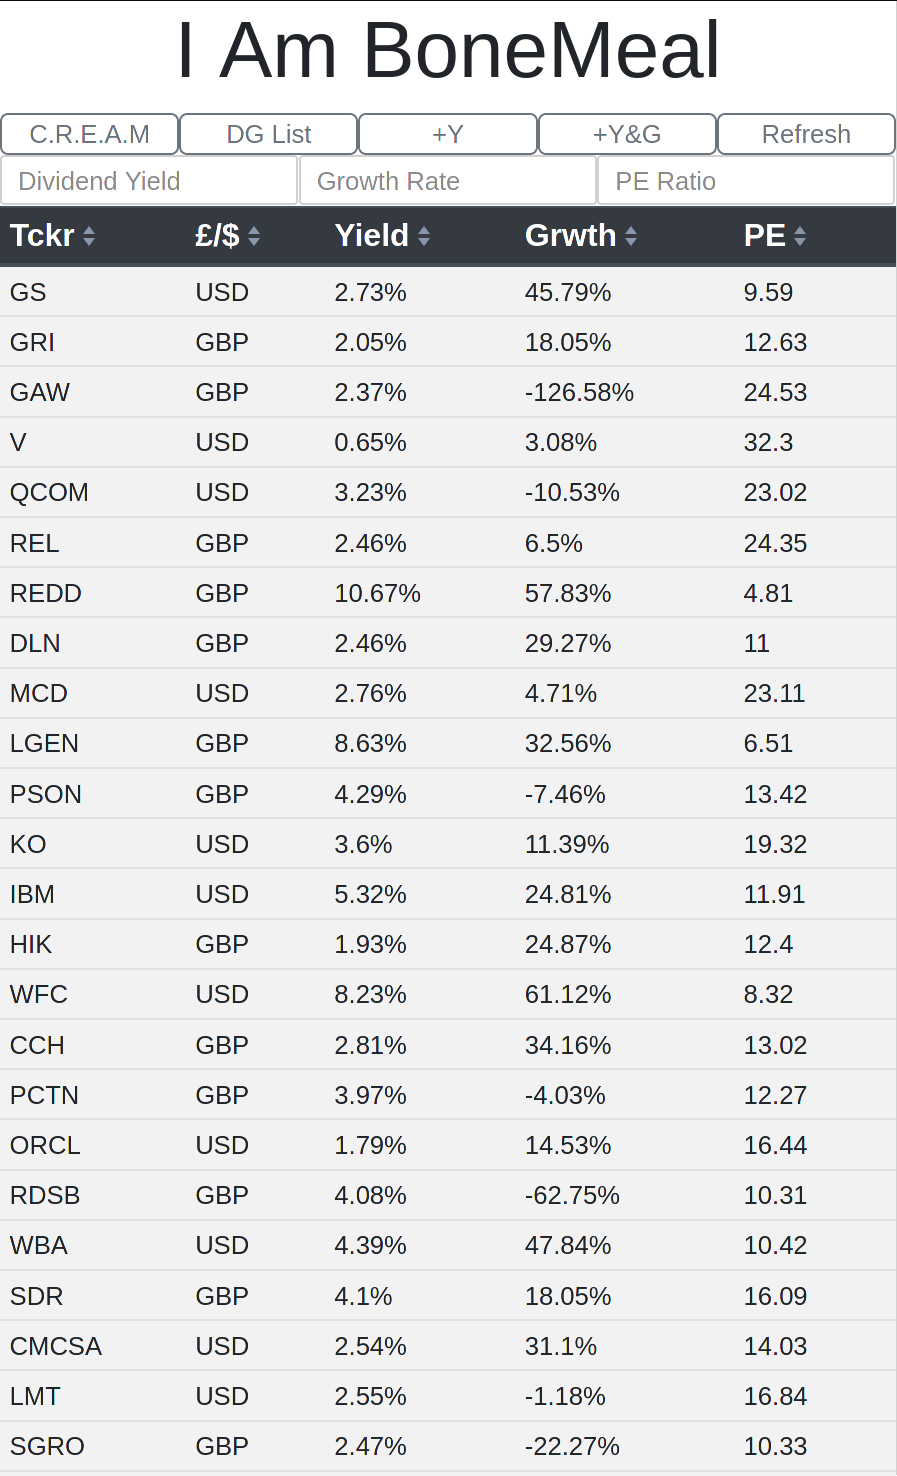 I Am BoneMeal
C.R.E.A.M DG List +Y +Y&G Refresh
Dividend Yield Growth Rate PE Ratio
Tckr £/$ Yield Grwth PE
GS USD 2.73% 45.79% 9.59
GRI GBP 2.05% 18.05% 12.63
GAW GBP 2.37% -126.58% 24.53
V USD 0.65% 3.08% 32.3
QCOM USD 3.23% -10.53% 23.02
REL GBP 2.46% 6.5% 24.35
REDD GBP 10.67% 57.83% 4.81
DLN GBP 2.46% 29.27% 11
MCD USD 2.76% 4.71% 23.11
LGEN GBP 8.63% 32.56% 6.51
PSON GBP 4.29% -7.46% 13.42
KO USD 3.6% 11.39% 19.32
IBM USD 5.32% 24.81% 11.91
HIK GBP 1.93% 24.87% 12.4
WFC USD 8.23% 61.12% 8.32
CCH GBP 2.81% 34.16% 13.02
PCTN GBP 3.97% -4.03% 12.27
ORCL USD 1.79% 14.53% 16.44
RDSB GBP 4.08% -62.75% 10.31
WBA USD 4.39% 47.84% 10.42
SDR GBP 4.1% 18.05% 16.09
CMCSA USD 2.54% 31.1% 14.03
LMT USD 2.55% -1.18% 16.84
SGRO GBP 2.47% -22.27% 10.33